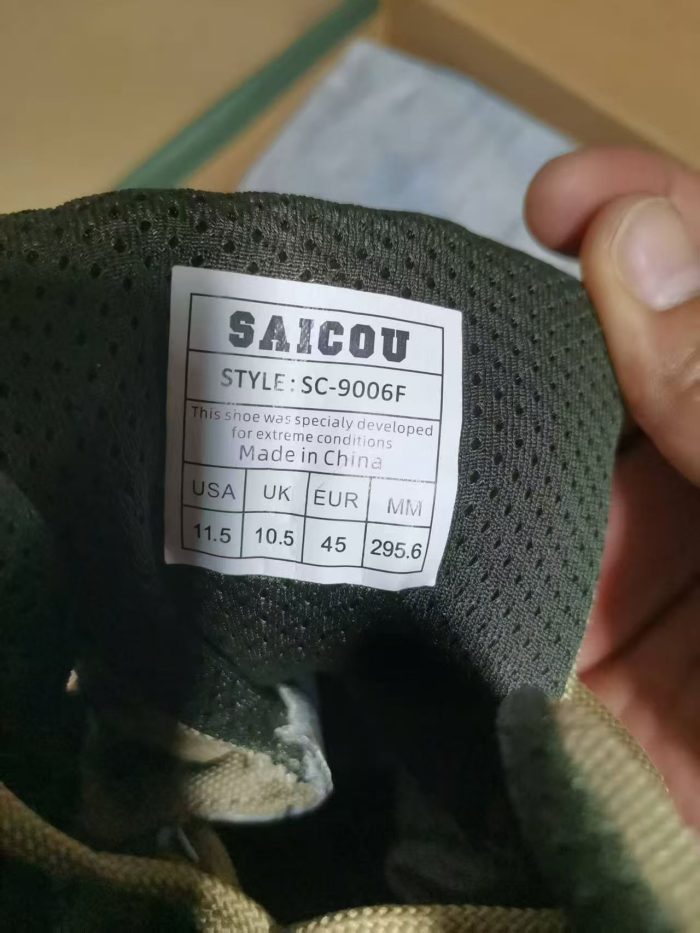 SAICOU
STYLE: SC-9006F
This shoe was specialy developed
for extreme conditions
Made in China
USA UK EUR MM
11.5 10.5 45 295.6